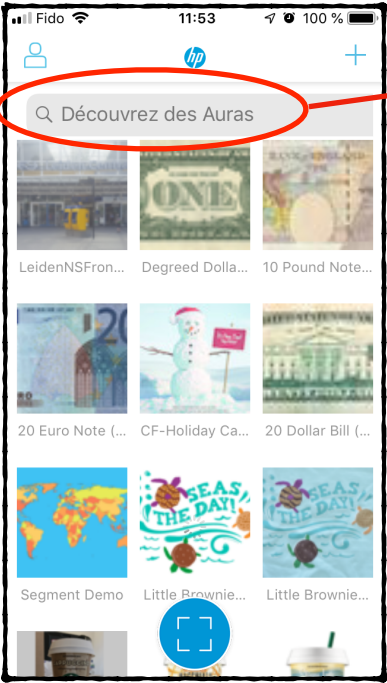 Fido 11:53 100 %
hp
Découvrez des Auras
BANK OF ENGLAND
ONE
LeidenNSFron... Degreed Dolla... 10 Pound Note...
20
20 Euro Note (... CF-Holiday Ca... 20 Dollar Bill (...
SEAS SEAS
THE DAY! THE DAY!
Segment Demo Little Brownie... Little Brownie...